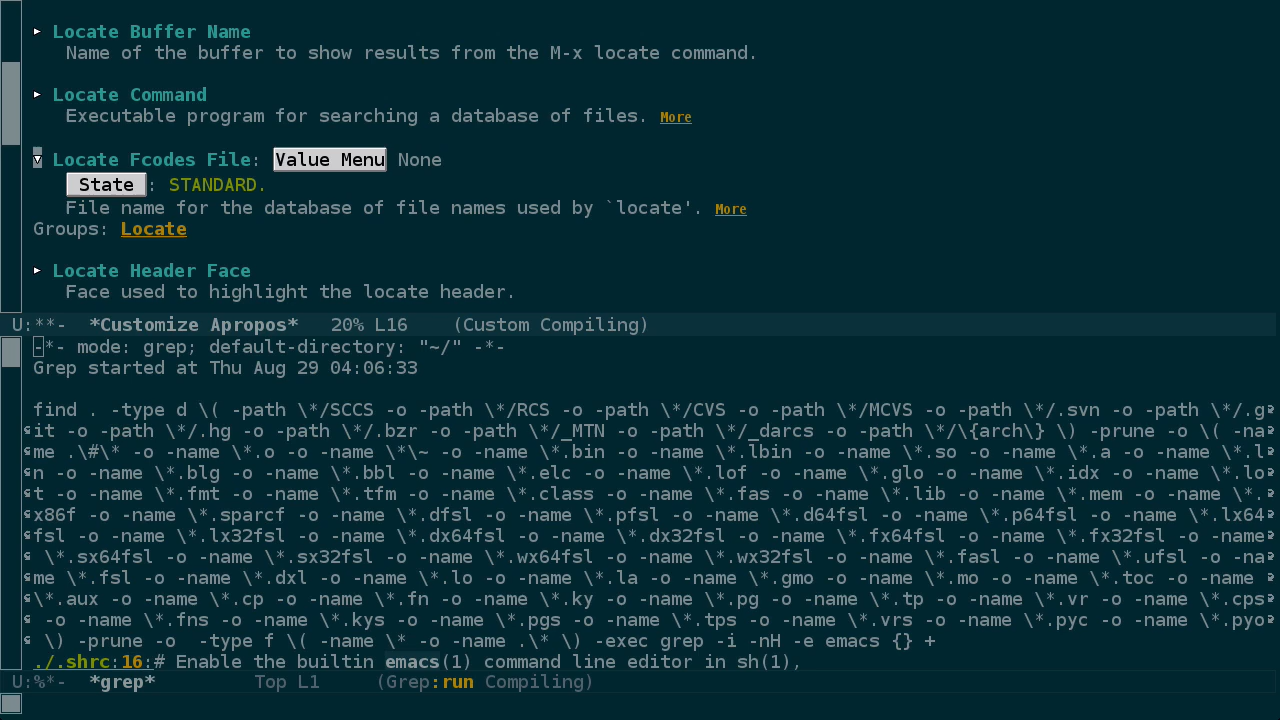 ▸ Locate Buffer Name
Name of the buffer to show results from the M-x locate command.
▸ Locate Command
Executable program for searching a database of files. More
▿ Locate Fcodes File: Value Menu None
State : STANDARD.
File name for the database of file names used by `locate'. More
Groups: Locate
▸ Locate Header Face
Face used to highlight the locate header.
U:**-  *Customize Apropos*   20% L16    (Custom Compiling)
-*- mode: grep; default-directory: "~/" -*-
Grep started at Thu Aug 29 04:06:33
find . -type d \( -path \*/SCCS -o -path \*/RCS -o -path \*/CVS -o -path \*/MCVS -o -path \*/.svn -o -path \*/.g
it -o -path \*/.hg -o -path \*/.bzr -o -path \*/_MTN -o -path \*/_darcs -o -path \*/\{arch\} \) -prune -o \( -na
me .\#\* -o -name \*.o -o -name \*\~ -o -name \*.bin -o -name \*.lbin -o -name \*.so -o -name \*.a -o -name \*.l
n -o -name \*.blg -o -name \*.bbl -o -name \*.elc -o -name \*.lof -o -name \*.glo -o -name \*.idx -o -name \*.lo
t -o -name \*.fmt -o -name \*.tfm -o -name \*.class -o -name \*.fas -o -name \*.lib -o -name \*.mem -o -name \*.
x86f -o -name \*.sparcf -o -name \*.dfsl -o -name \*.pfsl -o -name \*.d64fsl -o -name \*.p64fsl -o -name \*.lx64
fsl -o -name \*.lx32fsl -o -name \*.dx64fsl -o -name \*.dx32fsl -o -name \*.fx64fsl -o -name \*.fx32fsl -o -name
\*.sx64fsl -o -name \*.sx32fsl -o -name \*.wx64fsl -o -name \*.wx32fsl -o -name \*.fasl -o -name \*.ufsl -o -na
me \*.fsl -o -name \*.dxl -o -name \*.lo -o -name \*.la -o -name \*.gmo -o -name \*.mo -o -name \*.toc -o -name
\*.aux -o -name \*.cp -o -name \*.fn -o -name \*.ky -o -name \*.pg -o -name \*.tp -o -name \*.vr -o -name \*.cps
-o -name \*.fns -o -name \*.kys -o -name \*.pgs -o -name \*.tps -o -name \*.vrs -o -name \*.pyc -o -name \*.pyo
\) -prune -o  -type f \( -name \* -o -name .\* \) -exec grep -i -nH -e emacs {} +
./.shrc:16:# Enable the builtin emacs(1) command line editor in sh(1),
U:%*-  *grep*         Top L1     (Grep:run Compiling)